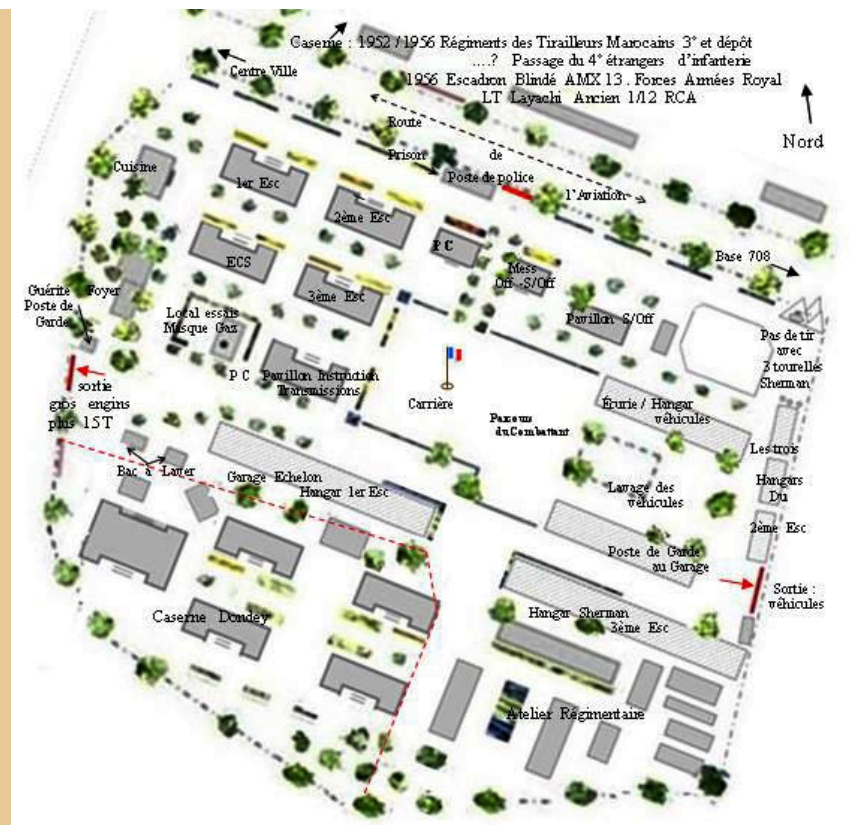 Caserne : 1952 / 1956 Régiments des Tirailleurs Marocains 3° et dépôt
....? Passage du 4° étrangers d'infanterie
1956 Escadron Blindé AMX 13 . Forces Armées Royal
LT Layachi Ancien 1/12 RCA
Nord
Centre Ville
Route
de
l'Aviation
Prison
Poste de police
Base 708
Cuisine
1er Esc
2ème Esc
P C
Mess
Off -S/Off
ECS
3ème Esc
Pavillon S/Off
Guérite
Poste de
Garde
Foyer
Local essais
Masque Gaz
Pas de tir
avec
3 tourelles
Sherman
P C
Pavillon Instruction
Transmissions
Carrière
sortie
gros engins
plus 15T
Écurie / Hangar
véhicules
Parcours
du Combattant
Les trois
Hangars
Du
2ème Esc
Bac à Laver
Garage Echelon
Hangar 1er Esc
Lavage des
véhicules
Poste de Garde
au Garage
Sortie :
véhicules
Caserne Dondey
Hangar Sherman
3ème Esc
Atelier Régimentaire